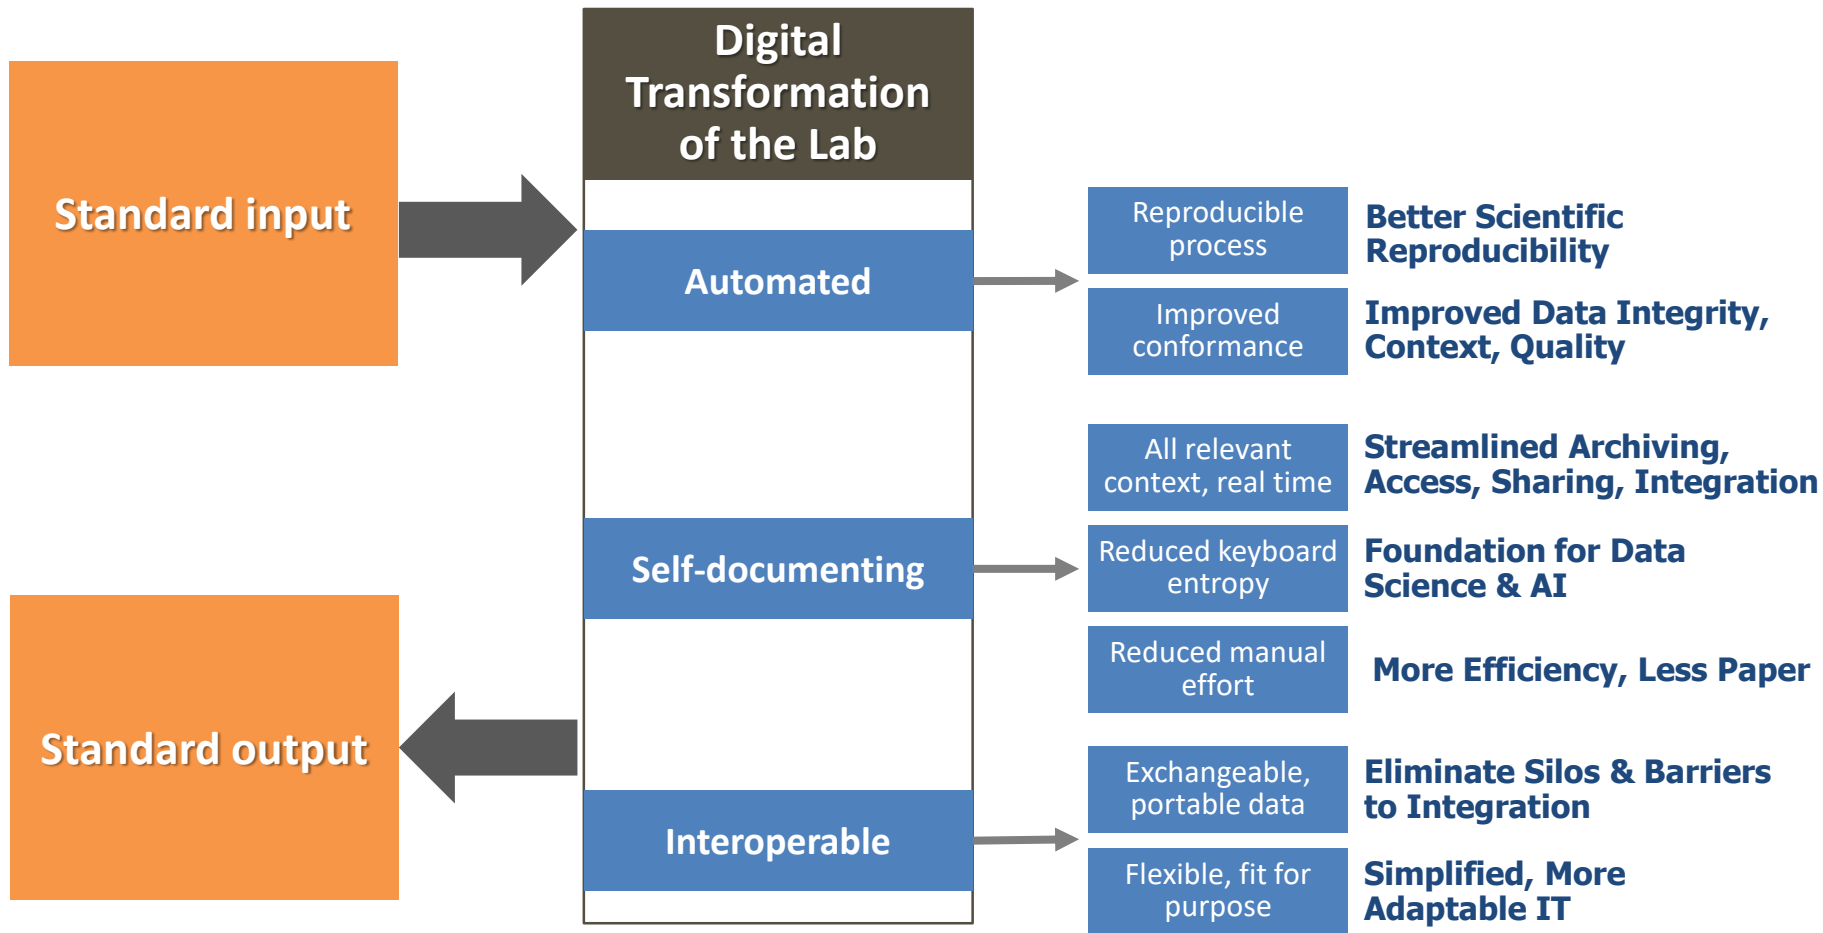 Digital
Transformation
of the Lab
Standard input
Standard output
Automated
Self-documenting
Interoperable
Reproducible
process
Better Scientific
Reproducibility
Improved
conformance
Improved Data Integrity,
Context, Quality
All relevant
context, real time
Streamlined Archiving,
Access, Sharing, Integration
Reduced keyboard
entropy
Foundation for Data
Science & AI
Reduced manual
effort
More Efficiency, Less Paper
Exchangeable,
portable data
Eliminate Silos & Barriers
to Integration
Flexible, fit for
purpose
Simplified, More
Adaptable IT